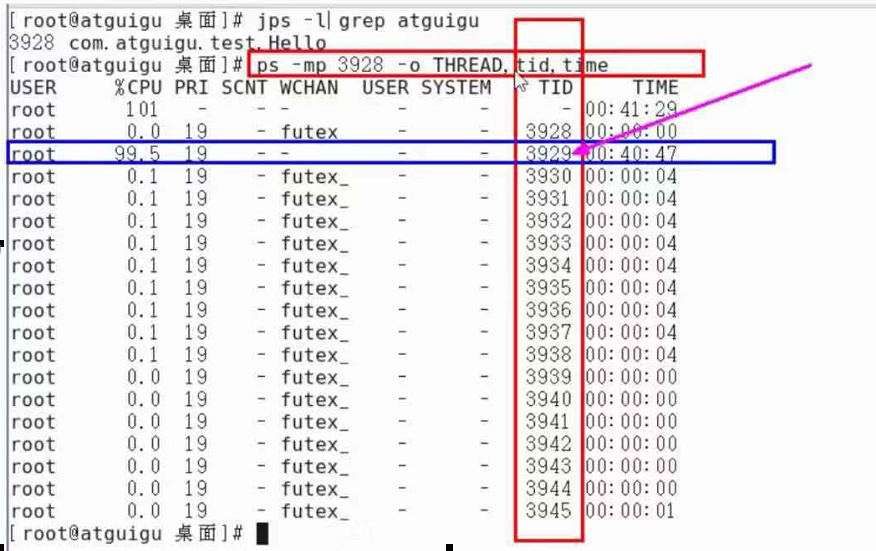 [root@atguigu 桌面]# jps -l| grep atguigu
3928 com.atguigu.test.Hello
[root@atguigu 桌面]# ps -mp 3928 -o THREAD,tid,time
USER %CPU PRI SCNT WCHAN USER SYSTEM TID TIME
root 101 - - - - - - 00:41:29
root 0.0 19 - futex_ - - 3928 00:00:00
root 99.5 19 - - - - 3929 00:40:47
root 0.1 19 - futex_ - - 3930 00:00:04
root 0.1 19 - futex_ - - 3931 00:00:04
root 0.1 19 - futex_ - - 3932 00:00:04
root 0.1 19 - futex_ - - 3933 00:00:04
root 0.1 19 - futex_ - - 3934 00:00:04
root 0.1 19 - futex_ - - 3935 00:00:04
root 0.1 19 - futex_ - - 3936 00:00:04
root 0.1 19 - futex_ - - 3937 00:00:04
root 0.1 19 - futex_ - - 3938 00:00:04
root 0.0 19 - futex_ - - 3939 00:00:00
root 0.0 19 - futex_ - - 3940 00:00:00
root 0.0 19 - futex_ - - 3941 00:00:00
root 0.0 19 - futex_ - - 3942 00:00:00
root 0.0 19 - futex_ - - 3943 00:00:00
root 0.0 19 - futex_ - - 3944 00:00:00
root 0.0 19 - futex_ - - 3945 00:00:01
[root@atguigu 桌面]#